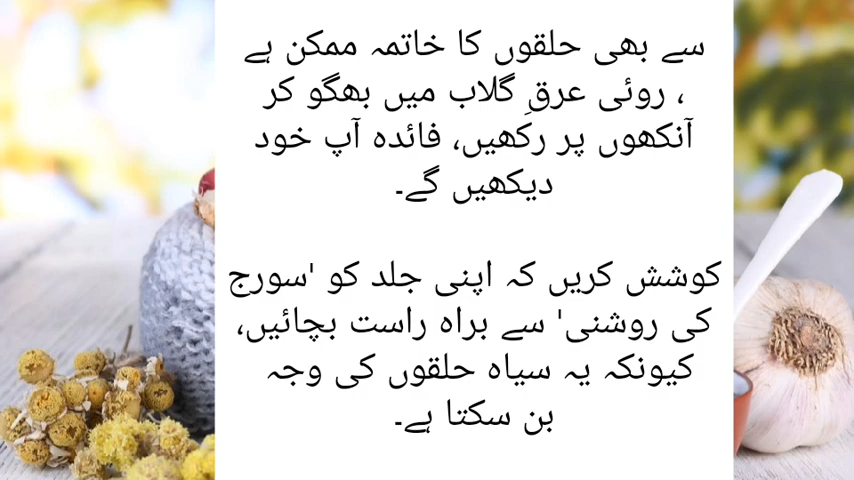 سے بھی حلقوں کا خاتمہ ممکن ہے
، روئی عرقِ گلاب میں بھگو کر
آنکھوں پر رکھیں، فائدہ آپ خود
دیکھیں گے۔
کوشش کریں کہ اپنی جلد کو 'سورج
کی روشنی' سے براہ راست بچائیں،
کیونکہ یہ سیاہ حلقوں کی وجہ
بن سکتا ہے۔